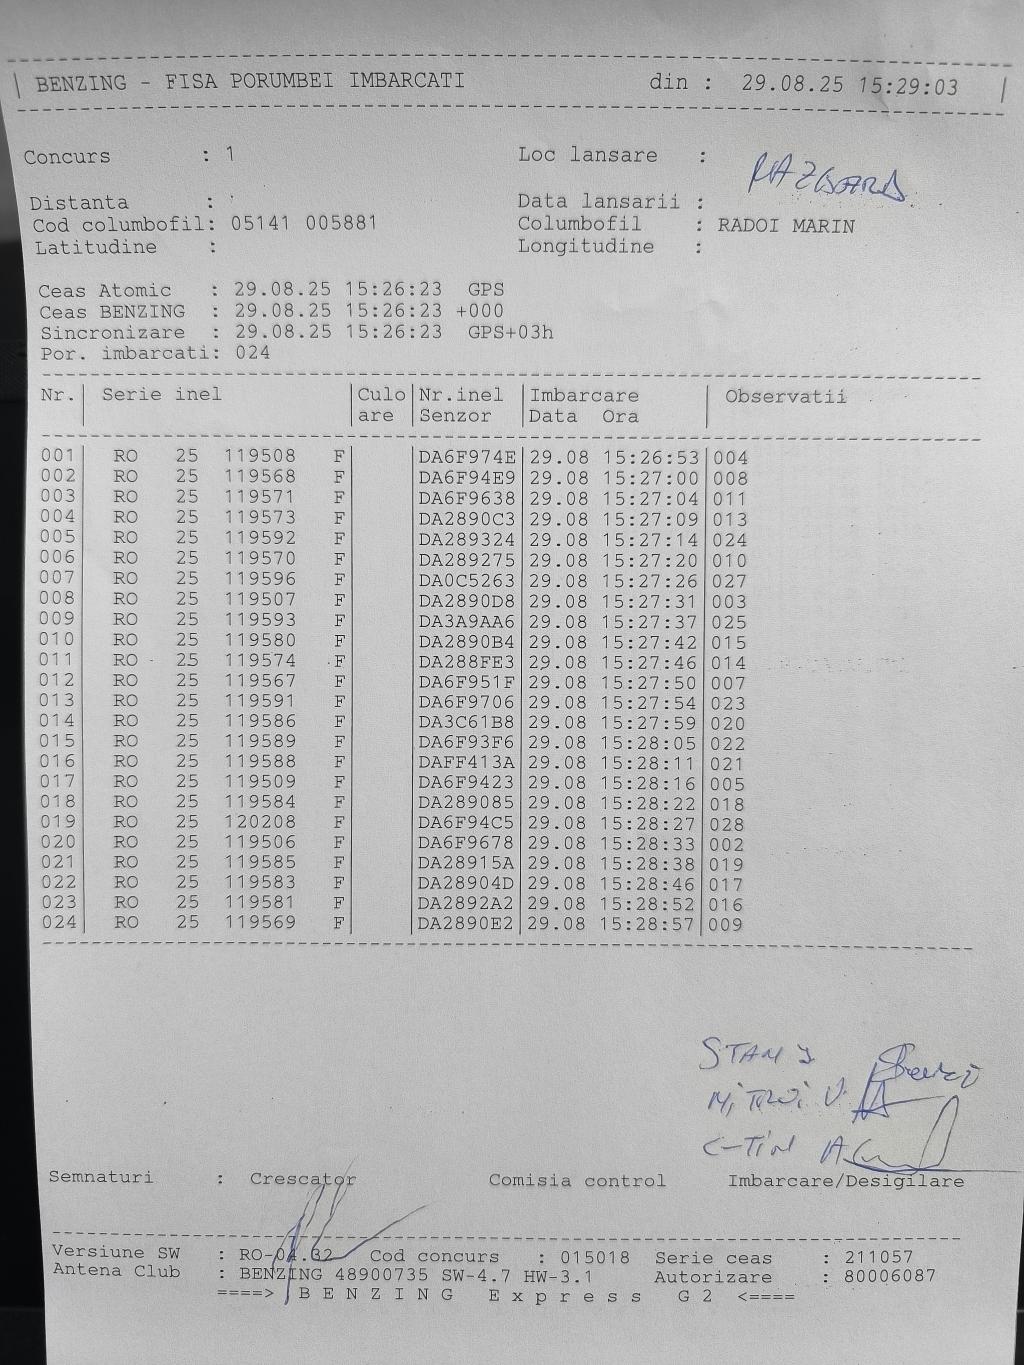 BENZING - FISA PORUMBEI IMBARCATI din : 29.08.25 15:29:03
Concurs : 1 Loc lansare : RAZGARD
Distanta : Data lansarii :
Cod columbofil: 05141 005881 Columbofil : RADOI MARIN
Latitudine : Longitudine :
Ceas Atomic : 29.08.25 15:26:23 GPS
Ceas BENZING : 29.08.25 15:26:23 +000
Sincronizare : 29.08.25 15:26:23 GPS+03h
Por. imbarcati: 024
Nr. Serie inel Culo Nr.inel Imbarcare Observatii
are Senzor Data Ora
001 RO 25 119508 F DA6F974E 29.08 15:26:53 004
002 RO 25 119568 F DA6F94E9 29.08 15:27:00 008
003 RO 25 119571 F DA6F9638 29.08 15:27:04 011
004 RO 25 119573 F DA2890C3 29.08 15:27:09 013
005 RO 25 119592 F DA289324 29.08 15:27:14 024
006 RO 25 119570 F DA289275 29.08 15:27:20 010
007 RO 25 119596 F DA0C5263 29.08 15:27:26 027
008 RO 25 119507 F DA2890D8 29.08 15:27:31 003
009 RO 25 119593 F DA3A9AA6 29.08 15:27:37 025
010 RO 25 119580 F DA2890B4 29.08 15:27:42 015
011 RO 25 119574 F DA288FE3 29.08 15:27:46 014
012 RO 25 119567 F DA6F951F 29.08 15:27:50 007
013 RO 25 119591 F DA6F9706 29.08 15:27:54 023
014 RO 25 119586 F DA3C61B8 29.08 15:27:59 020
015 RO 25 119589 F DA6F93F6 29.08 15:28:05 022
016 RO 25 119588 F DAFF413A 29.08 15:28:11 021
017 RO 25 119509 F DA6F9423 29.08 15:28:16 005
018 RO 25 119584 F DA289085 29.08 15:28:22 018
019 RO 25 120208 F DA6F94C5 29.08 15:28:27 028
020 RO 25 119506 F DA6F9678 29.08 15:28:33 002
021 RO 25 119585 F DA28915A 29.08 15:28:38 019
022 RO 25 119583 F DA28904D 29.08 15:28:46 017
023 RO 25 119581 F DA2892A2 29.08 15:28:52 016
024 RO 25 119569 F DA2890E2 29.08 15:28:57 009
STAN
MiTROi V.
C-TiN A
Semnaturi : Crescator Comisia control Imbarcare/Desigilare
Versiune SW : RO-04.32 Cod concurs : 015018 Serie ceas : 211057
Antena Club : BENZING 48900735 SW-4.7 HW-3.1 Autorizare : 80006087
====> B E N Z I N G E x p r e s s G 2 <====